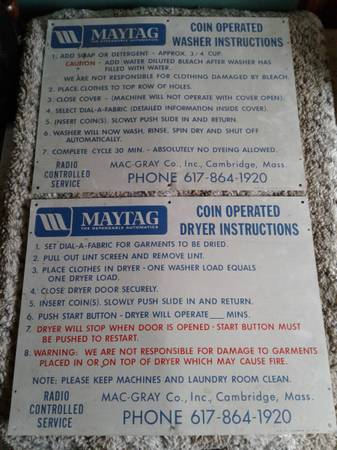 MAYTAG
THE DEPENDABLE AUTOMATICS
COIN OPERATED
WASHER INSTRUCTIONS
1. ADD SOAP OR DETERGENT - APPROX. 3/4 CUP.
CAUTION - ADD WATER DILUTED BLEACH AFTER WASHER HAS
FILLED WITH WATER.
WE ARE NOT RESPONSIBLE FOR CLOTHING DAMAGED BY BLEACH.
2. PLACE CLOTHES TO TOP ROW OF HOLES.
3. CLOSE COVER - (MACHINE WILL NOT OPERATE WITH COVER OPEN).
4. SELECT DIAL-A-FABRIC (DETAILED INFORMATION INSIDE COVER).
5. INSERT COIN(S). SLOWLY PUSH SLIDE IN AND RETURN.
6. WASHER WILL NOW WASH, RINSE, SPIN DRY AND SHUT OFF
AUTOMATICALLY.
7. COMPLETE CYCLE 30 MIN. - ABSOLUTELY NO DYEING ALLOWED.
RADIO
CONTROLLED
SERVICE
MAC-GRAY Co., Inc., Cambridge, Mass.
PHONE 617-864-1920
MAYTAG
THE DEPENDABLE AUTOMATICS
COIN OPERATED
DRYER INSTRUCTIONS
1. SET DIAL-A-FABRIC FOR GARMENTS TO BE DRIED.
2. PULL OUT LINT SCREEN AND REMOVE LINT.
3. PLACE CLOTHES IN DRYER - ONE WASHER LOAD EQUALS
ONE DRYER LOAD.
4. CLOSE DRYER DOOR SECURELY.
5. INSERT COIN(S). SLOWLY PUSH SLIDE IN AND RETURN.
6. PUSH START BUTTON - DRYER WILL OPERATE ___ MINS.
7. DRYER WILL STOP WHEN DOOR IS OPENED - START BUTTON MUST
BE PUSHED TO RESTART.
8. WARNING: WE ARE NOT RESPONSIBLE FOR DAMAGE TO GARMENTS
PLACED IN OR ON TOP OF DRYER WHICH MAY CAUSE FIRE.
NOTE: PLEASE KEEP MACHINES AND LAUNDRY ROOM CLEAN.
RADIO
CONTROLLED
SERVICE
MAC-GRAY Co., Inc., Cambridge, Mass.
PHONE 617-864-1920